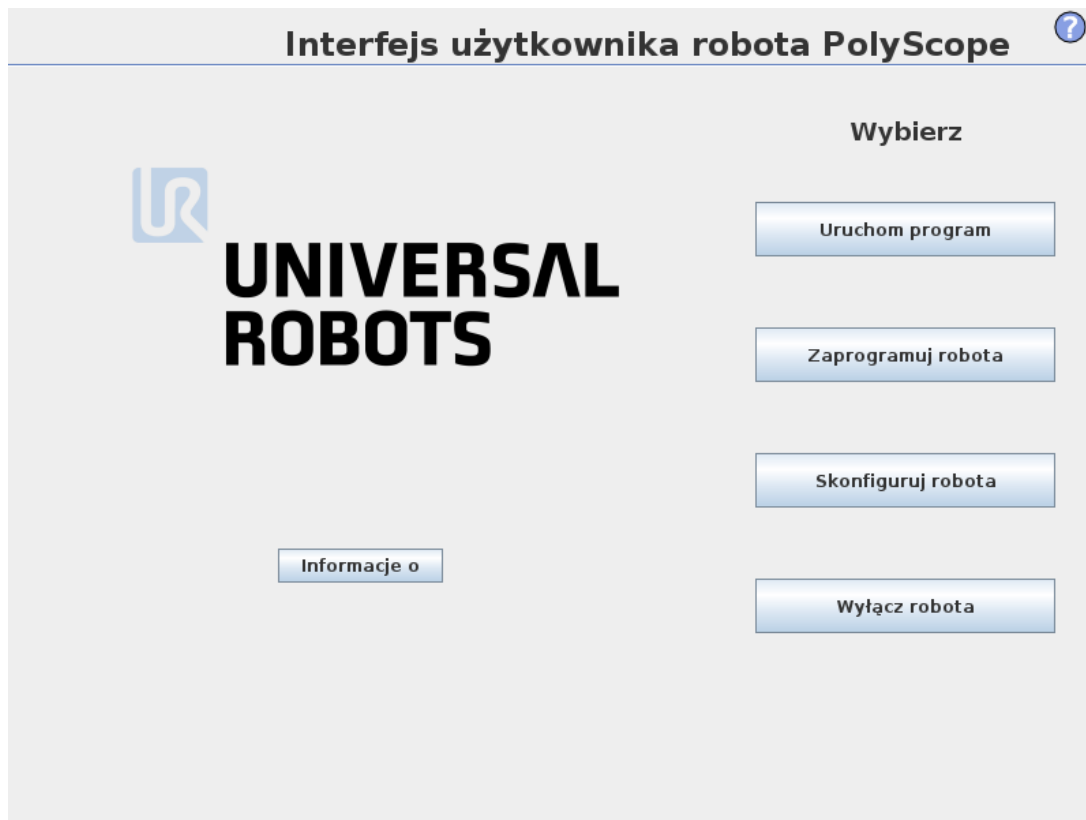 Interfejs użytkownika robota PolyScope
?
Wybierz
UR
UNIVERSAL
ROBOTS
Uruchom program
Zaprogramuj robota
Skonfiguruj robota
Informacje o
Wyłącz robota